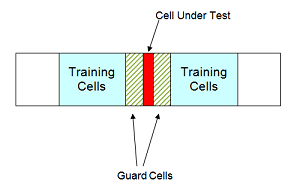 Cell Under Test
Training
Cells
Training
Cells
Guard Cells